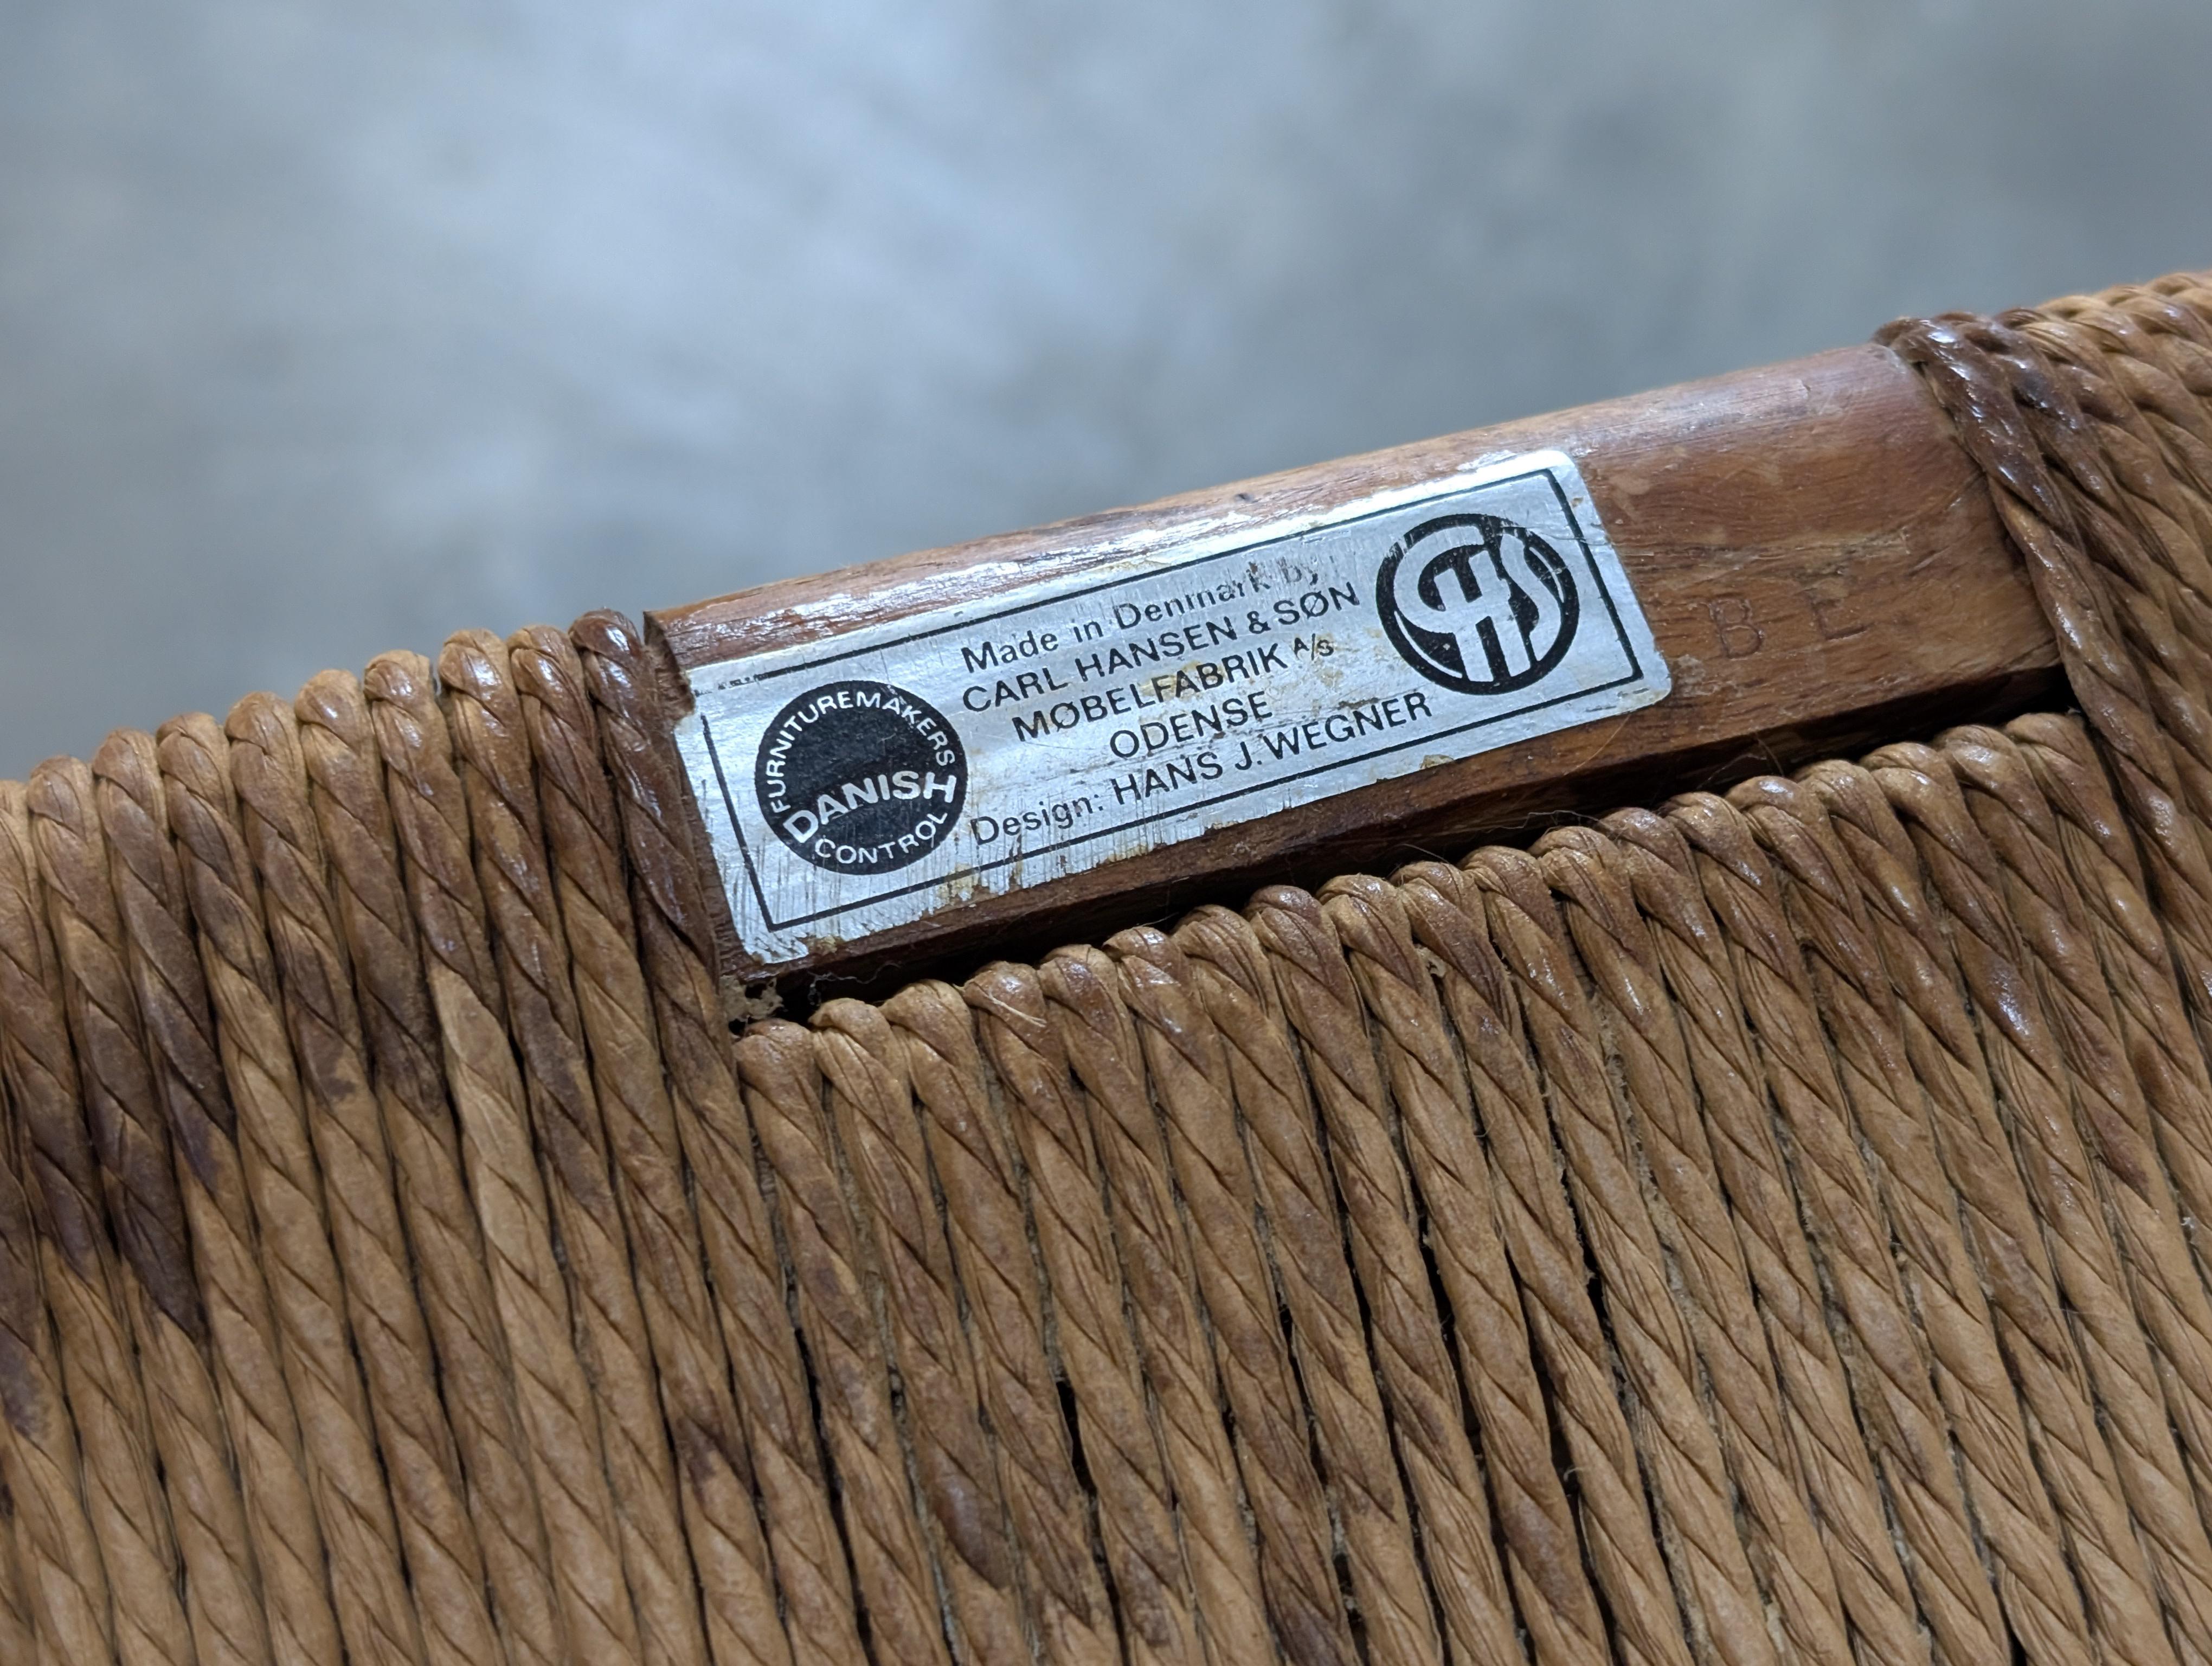 FURNITUREMAKERS
DANISH
CONTROL
Made in Denmark by
CARL HANSEN & SØN
MØBELFABRIK A/s
ODENSE
Design: HANS J. WEGNER
CHS
B E